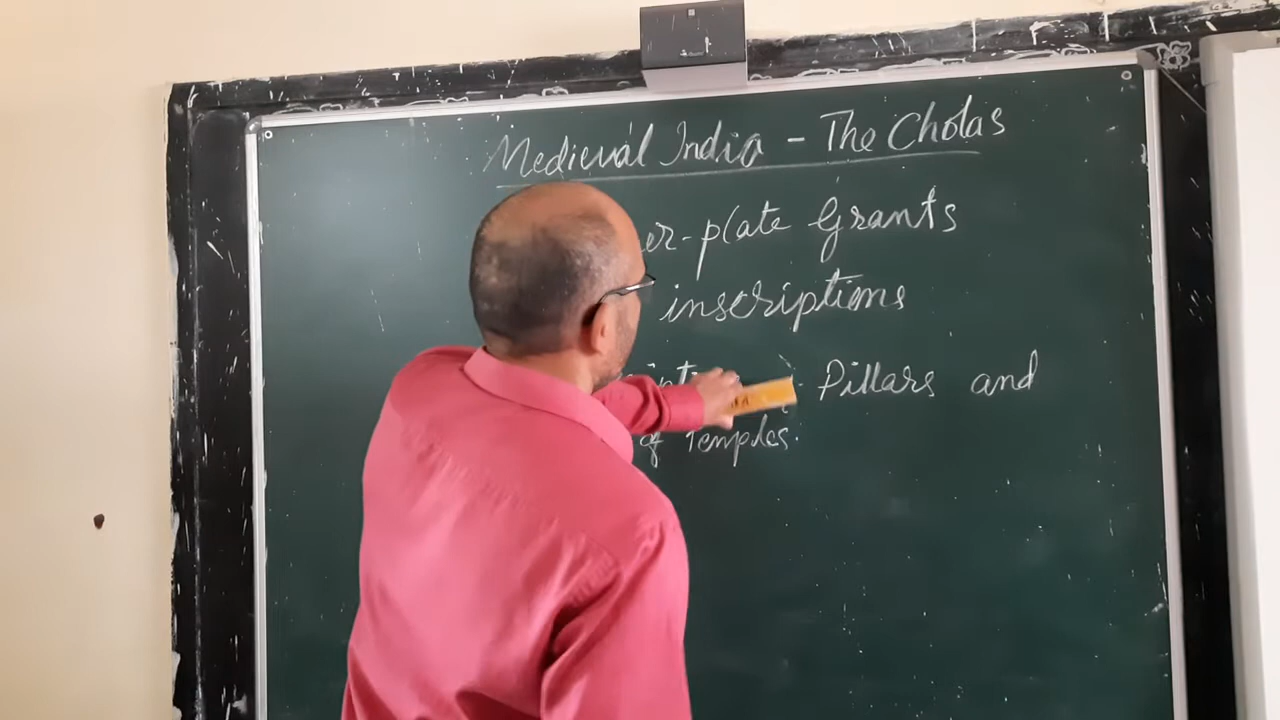 Medieval India - The Cholas
er-plate Grants
inscriptions
Pillars and
of Temples.